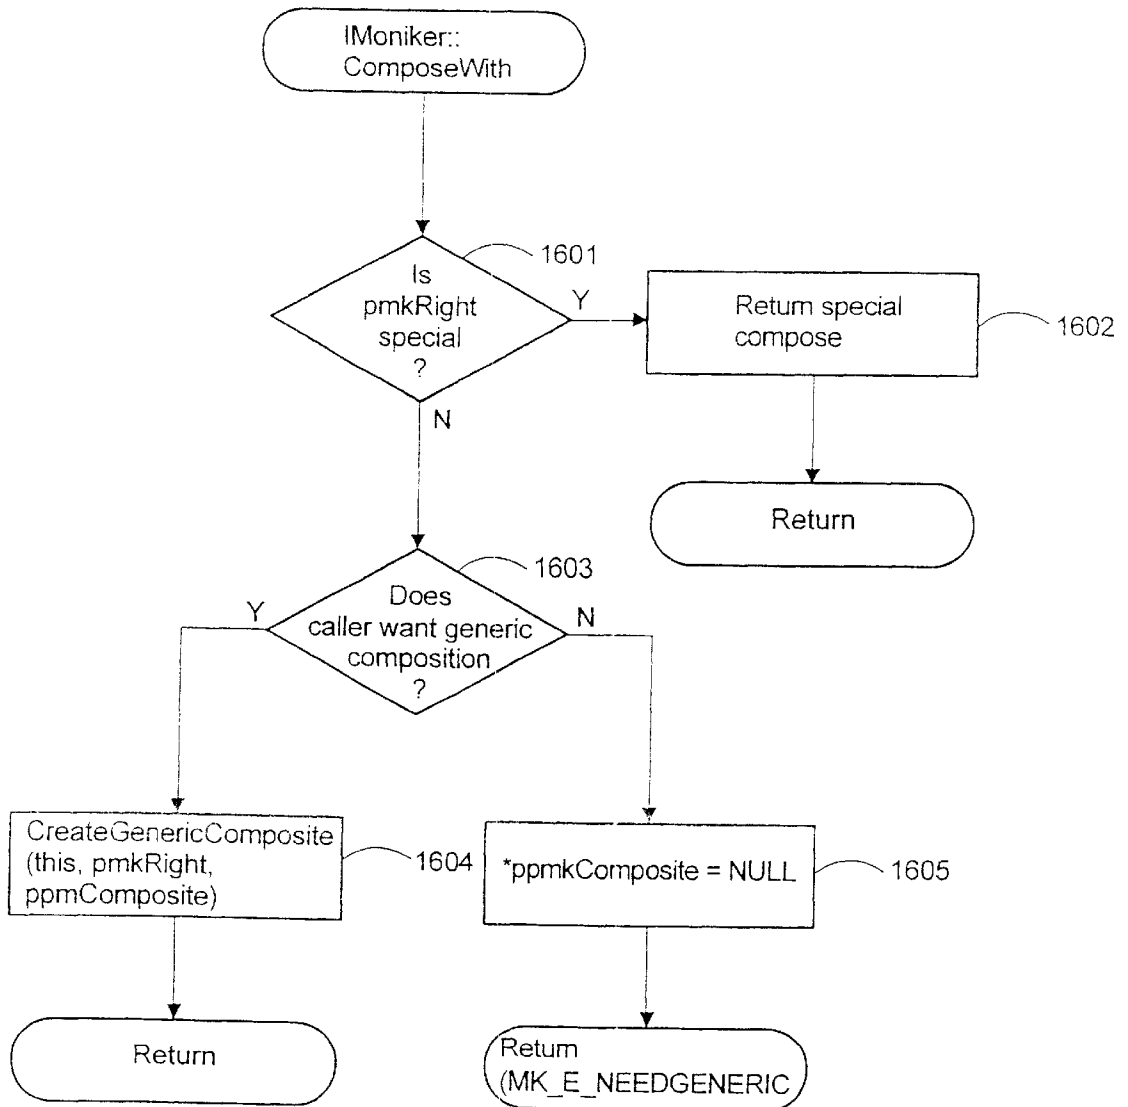 IMoniker::
ComposeWith
1601
Is
pmkRight
special
?
Y
Return special
compose
1602
N
Return
1603
Does
caller want generic
composition
?
Y
N
CreateGenericComposite
(this, pmkRight,
ppmComposite)
1604
*ppmkComposite = NULL
1605
Return
Return
(MK_E_NEEDGENERIC